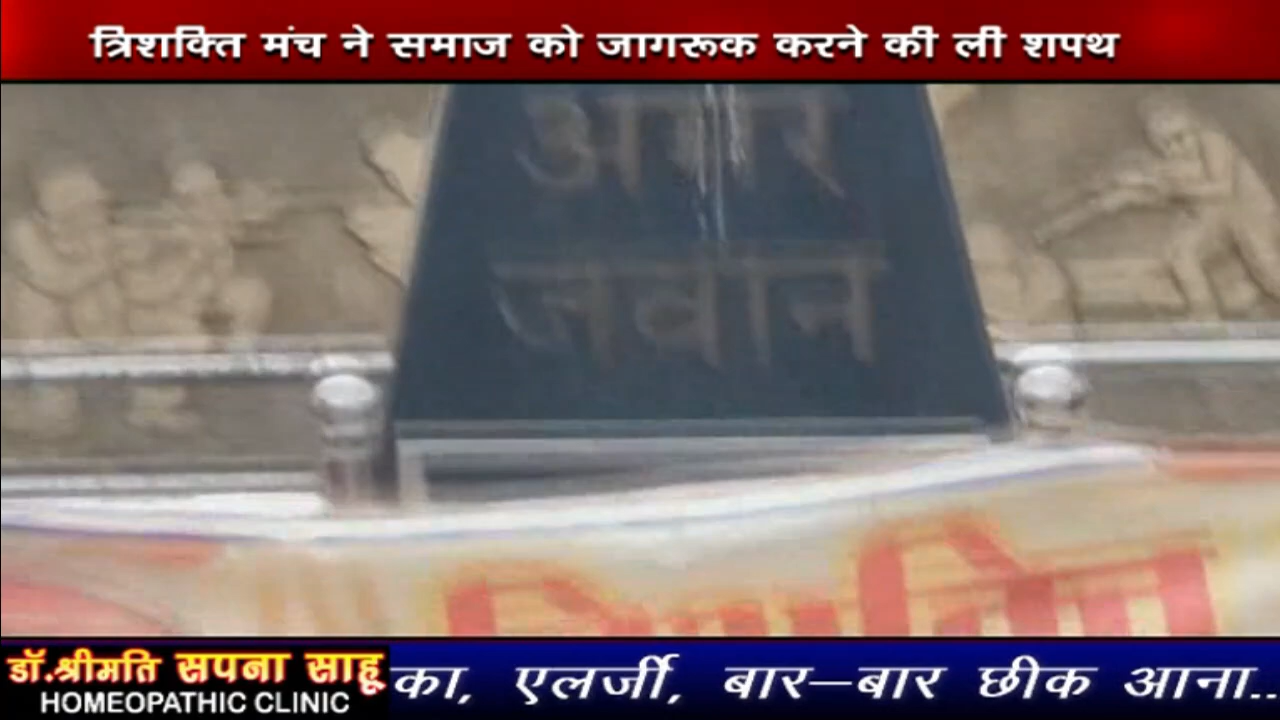 त्रिशक्ति मंच ने समाज को जागरूक करने की ली शपथ
अमर
जवान
डॉ.श्रीमति सपना साहू
HOMEOPATHIC CLINIC
का, एलर्जी, बार–बार छीक आना..